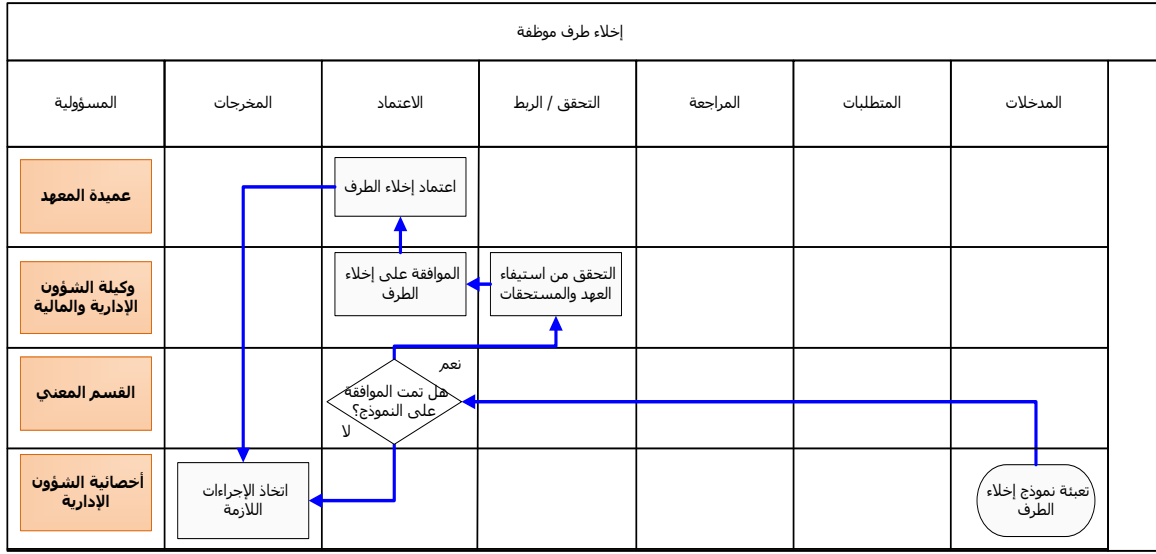 إخلاء طرف موظفة
المدخلات
المتطلبات
المراجعة
التحقق / الربط
الاعتماد
المخرجات
المسؤولية
اعتماد إخلاء الطرف
عميدة المعهد
التحقق من استيفاء
العهد والمستحقات
الموافقة على إخلاء
الطرف
وكيلة الشؤون
الإدارية والمالية
نعم
هل تمت الموافقة
على النموذج؟
لا
القسم المعني
تعبئة نموذج إخلاء
الطرف
اتخاذ الإجراءات
اللازمة
أخصائية الشؤون
الإدارية